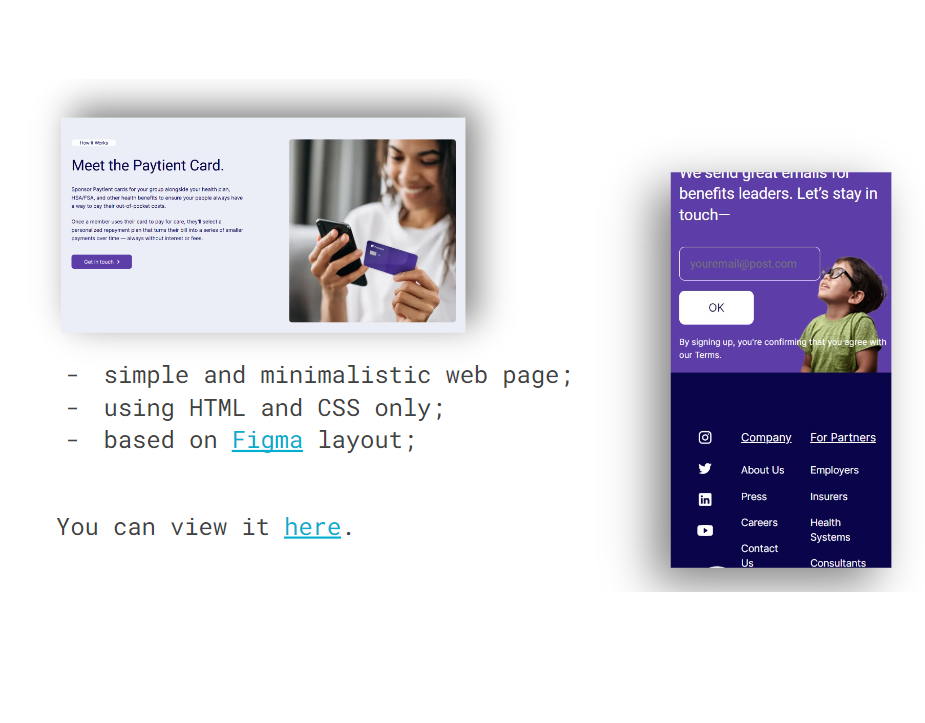 How it Works
Meet the Paytient Card.
Sponsor Paytient cards for your group alongside your health plan,
HSA/FSA, and other health benefits to ensure your people always have
a way to pay their out-of-pocket costs.
Once a member uses their card to pay for care, they'll select a
personalized repayment plan that turns their bill into a series of smaller
payments over time — always without interest or fees.
Get in touch >
- simple and minimalistic web page;
- using HTML and CSS only;
- based on Figma layout;
You can view it here.
We send great emails for
benefits leaders. Let's stay in
touch—
youremail@post.com
OK
By signing up, you're confirming that you agree with
our Terms.
Company For Partners
About Us Employers
Press Insurers
Careers Health
Systems
Contact
Us Consultants